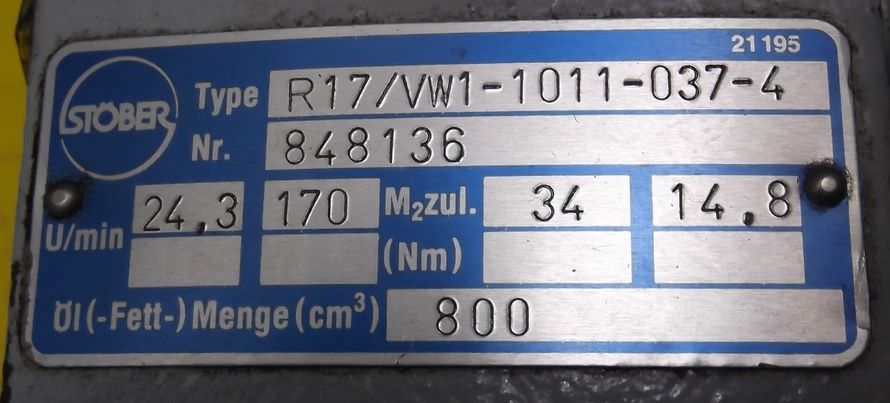 21195
STÖBER
Type R17/VW1-1011-037-4
Nr. 848136
U/min 24,3 170 M₂zul. (Nm) 34 14,8
Öl(-Fett-)Menge(cm³) 800